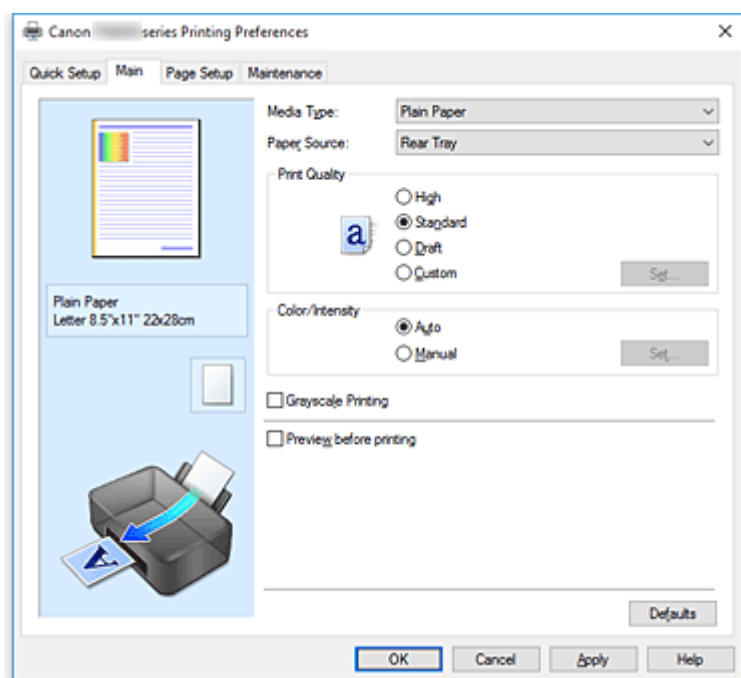 Canon series Printing Preferences
Quick Setup Main Page Setup Maintenance
Media Type: Plain Paper
Paper Source: Rear Tray
Print Quality
High
a Standard
Draft
Custom Set...
Plain Paper
Letter 8.5"x11" 22x28cm
Color/Intensity
Auto
Manual Set...
Grayscale Printing
Preview before printing
A
Defaults
OK Cancel Apply Help